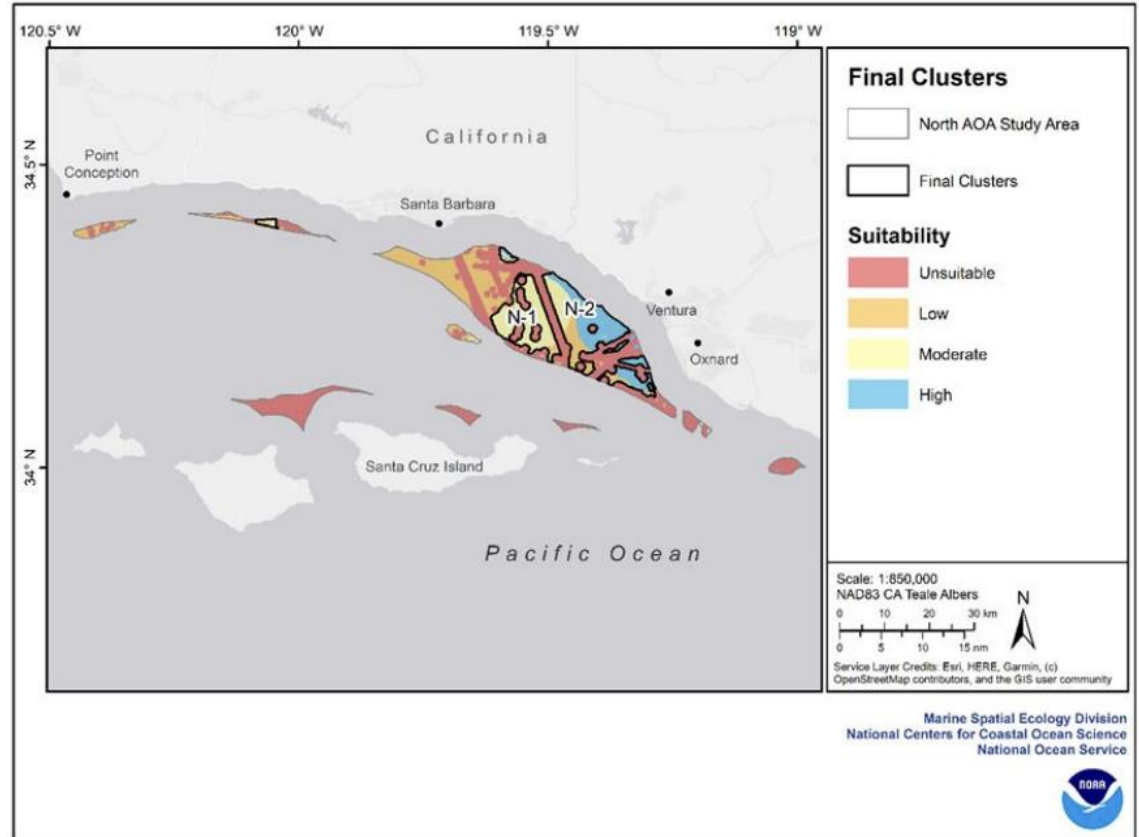 120.5° W
120° W
119.5° W
119° W
34.5° N
34° N
California
Point
Conception
Santa Barbara
Ventura
Oxnard
N-1
N-2
Santa Cruz Island
Pacific Ocean
Final Clusters
North AOA Study Area
Final Clusters
Suitability
Unsuitable
Low
Moderate
High
Scale: 1:850,000
NAD83 CA Teale Albers
0 10 20 30 km
0 5 10 15 nm
N
Service Layer Credits: Esri, HERE, Garmin, (c)
OpenStreetMap contributors, and the GIS user community
Marine Spatial Ecology Division
National Centers for Coastal Ocean Science
National Ocean Service
NOAA